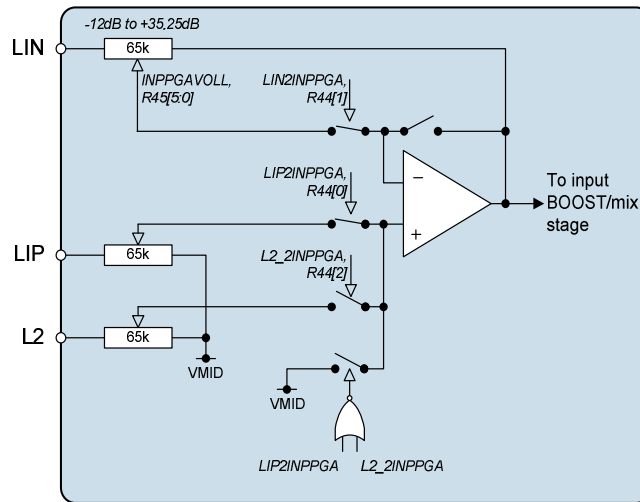 -12dB to +35.25dB
LIN
65k
INPPGAVOLL,
R45[5:0]
LIN2INPPGA,
R44[1]
LIP2INPPGA,
R44[0]
−
+
To input
BOOST/mix
stage
LIP
65k
L2_2INPPGA,
R44[2]
L2
65k
VMID
VMID
LIP2INPPGA
L2_2INPPGA